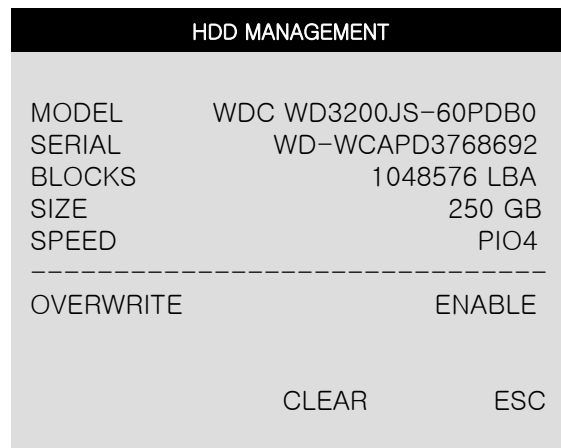 HDD MANAGEMENT
MODEL WDC WD3200JS-60PDB0
SERIAL WD-WCAPD3768692
BLOCKS 1048576 LBA
SIZE 250 GB
SPEED PIO4
--------------------------------
OVERWRITE ENABLE
CLEAR ESC